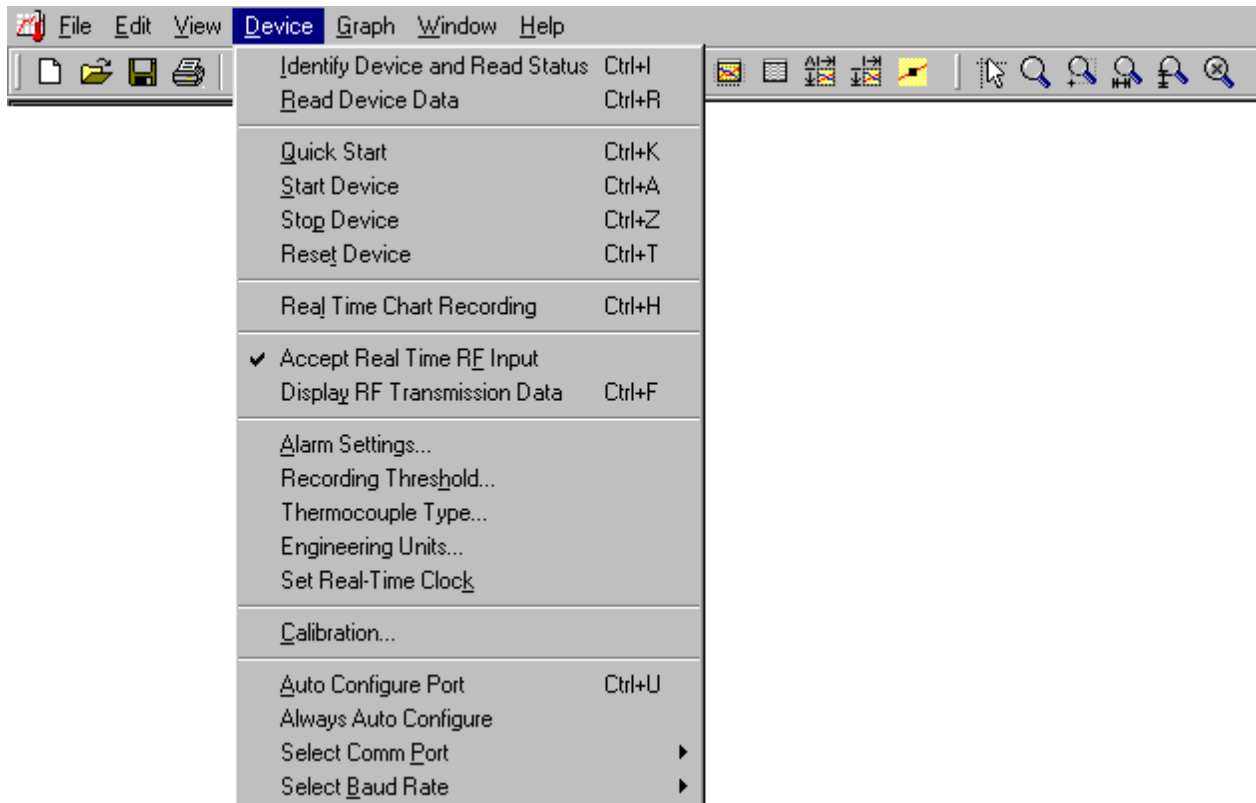 File Edit View Device Graph Window Help
Identify Device and Read Status Ctrl+I
Read Device Data Ctrl+R
Quick Start Ctrl+K
Start Device Ctrl+A
Stop Device Ctrl+Z
Reset Device Ctrl+T
Real Time Chart Recording Ctrl+H
Accept Real Time RF Input
Display RF Transmission Data Ctrl+F
Alarm Settings...
Recording Threshold...
Thermocouple Type...
Engineering Units...
Set Real-Time Clock
Calibration...
Auto Configure Port Ctrl+U
Always Auto Configure
Select Comm Port
Select Baud Rate